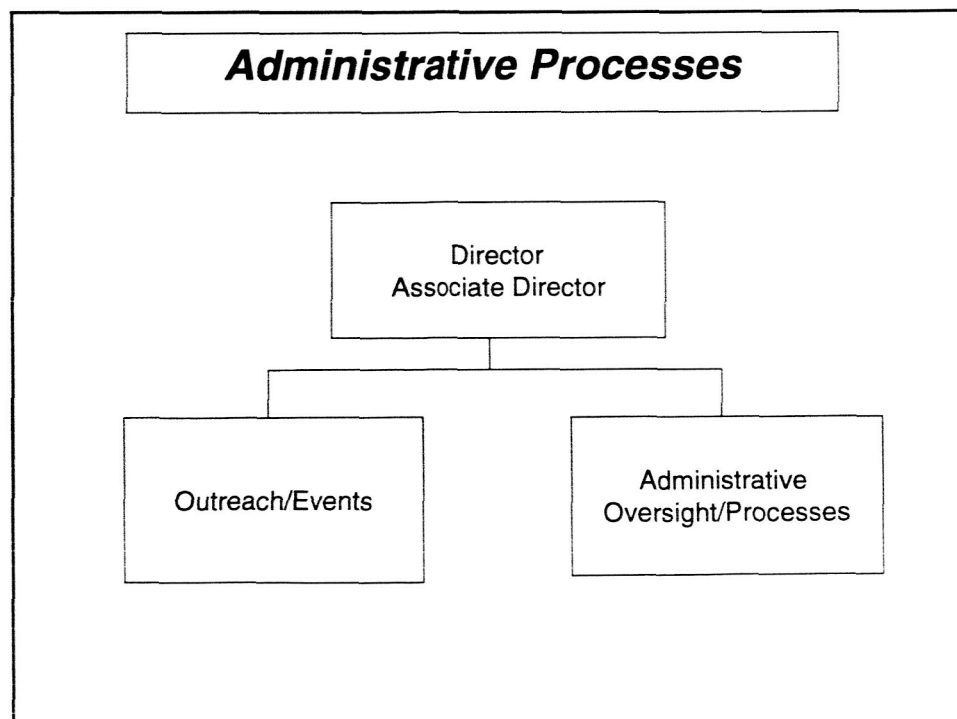 Administrative Processes
Director
Associate Director
Outreach/Events
Administrative
Oversight/Processes